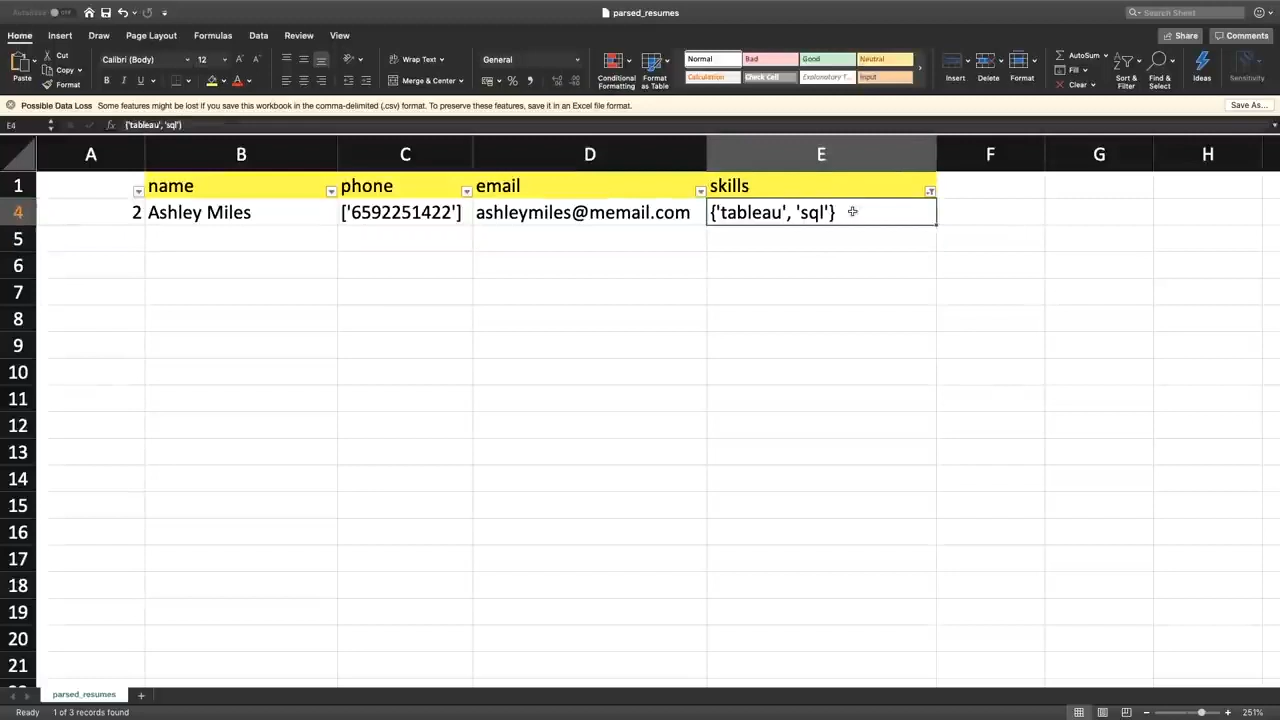 AutoSave OFF
parsed_resumes
Search Sheet
Home Insert Draw Page Layout Formulas Data Review View
Share Comments
Paste
Cut
Copy
Format
Calibri (Body) 12
B I U
Wrap Text
Merge & Center
General
Conditional Formatting
Format as Table
Normal Bad Good Neutral
Calculation Check Cell Explanatory T... Input
Insert Delete Format
AutoSum
Fill
Clear
Sort & Filter
Find & Select
Ideas
Sensitivity
Possible Data Loss Some features might be lost if you save this workbook in the comma-delimited (.csv) format. To preserve these features, save it in an Excel file format.
Save As...
E4 fx {'tableau', 'sql'}
A B C D E F G H
1 name phone email skills
4 2 Ashley Miles ['6592251422'] ashleymiles@memail.com {'tableau', 'sql'}
5
6
7
8
9
10
11
12
13
14
15
16
17
18
19
20
21
parsed_resumes +
Ready 1 of 3 records found
251%